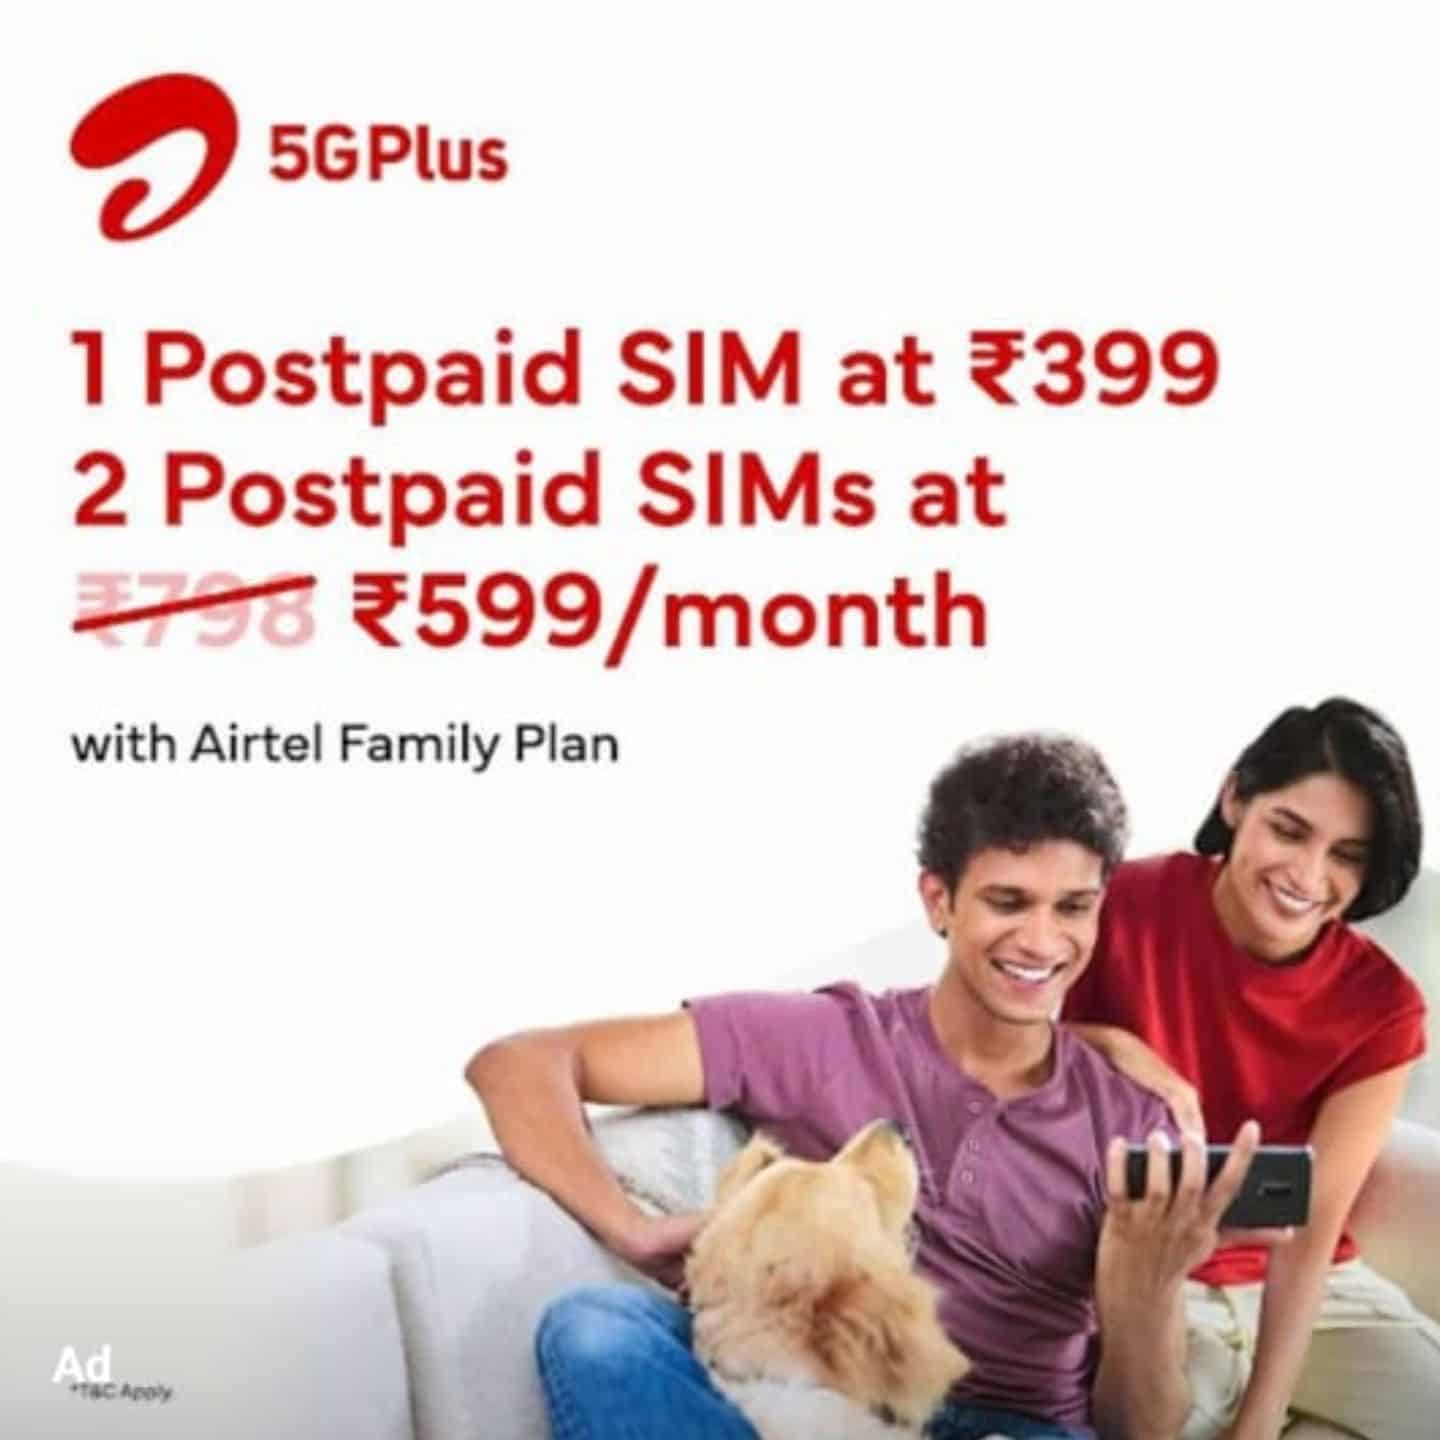 5G Plus
1 Postpaid SIM at ₹399
2 Postpaid SIMs at
₹798 ₹599/month
with Airtel Family Plan
Ad
*T&C Apply